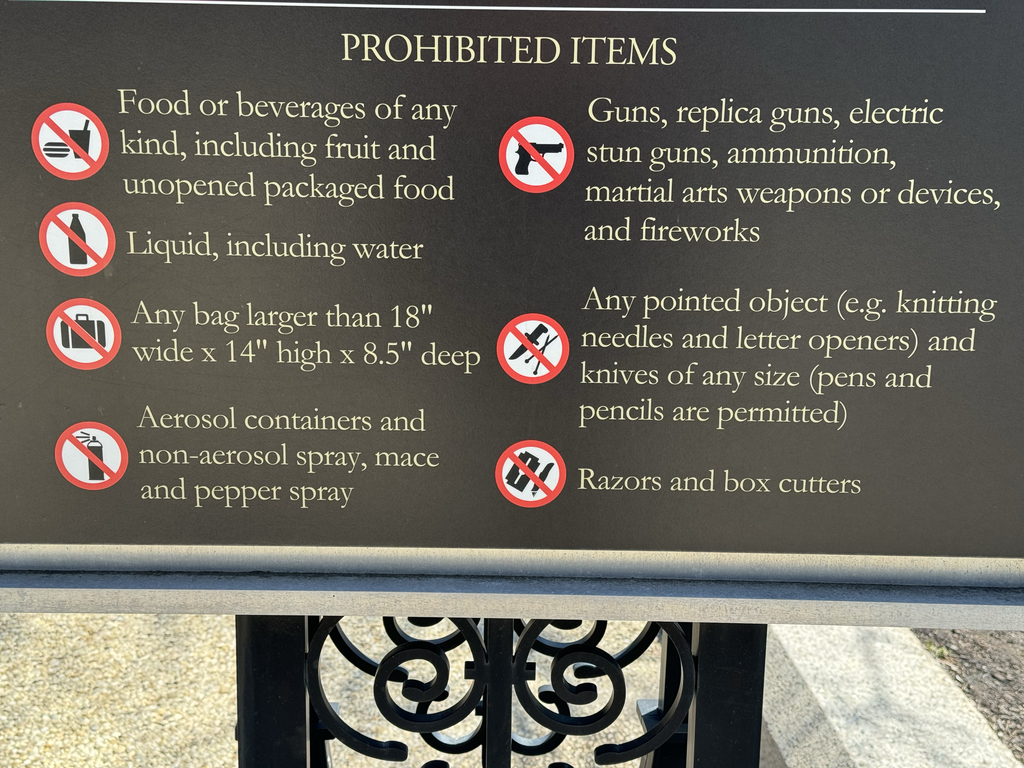 PROHIBITED ITEMS
Food or beverages of any
kind, including fruit and
unopened packaged food
Liquid, including water
Any bag larger than 18"
wide x 14" high x 8.5" deep
Aerosol containers and
non-aerosol spray, mace
and pepper spray
Guns, replica guns, electric
stun guns, ammunition,
martial arts weapons or devices,
and fireworks
Any pointed object (e.g. knitting
needles and letter openers) and
knives of any size (pens and
pencils are permitted)
Razors and box cutters